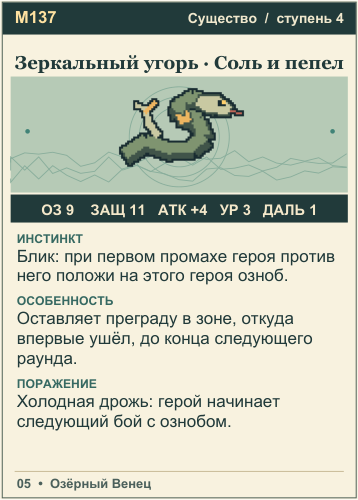 M137
Существо / ступень 4
Зеркальный угорь · Соль и пепел
ОЗ 9 ЗАЩ 11 АТК +4 УР 3 ДАЛЬ 1
ИНСТИНКТ
Блик: при первом промахе героя против
него положи на этого героя озноб.
ОСОБЕННОСТЬ
Оставляет преграду в зоне, откуда
впервые ушёл, до конца следующего
раунда.
ПОРАЖЕНИЕ
Холодная дрожь: герой начинает
следующий бой с ознобом.
05 • Озёрный Венец